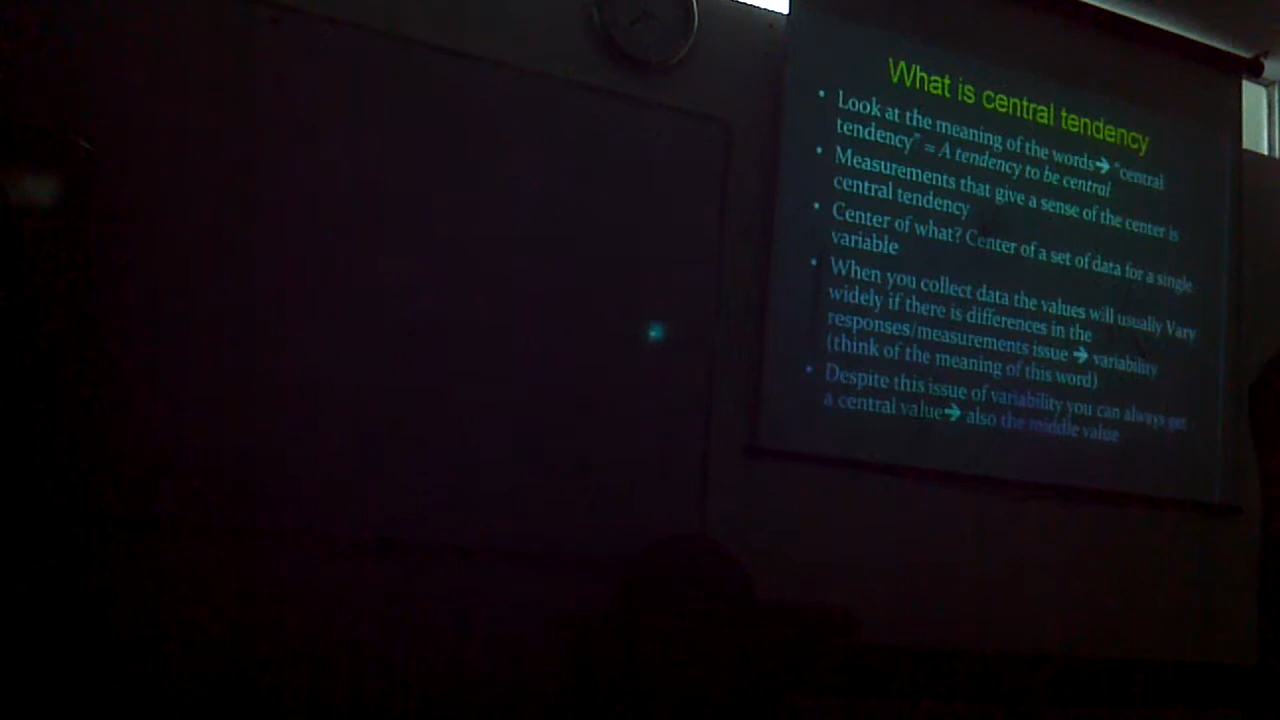 What is central tendency
• Look at the meaning of the words➔ "central
tendency" = A tendency to be central
• Measurements that give a sense of the center is
central tendency
• Center of what? Center of a set of data for a single
variable
• When you collect data the values will usually Vary
widely if there is differences in the
responses/measurements issue ➔ variability
(think of the meaning of this word)
• Despite this issue of variability you can always get
a central value➔ also the middle value